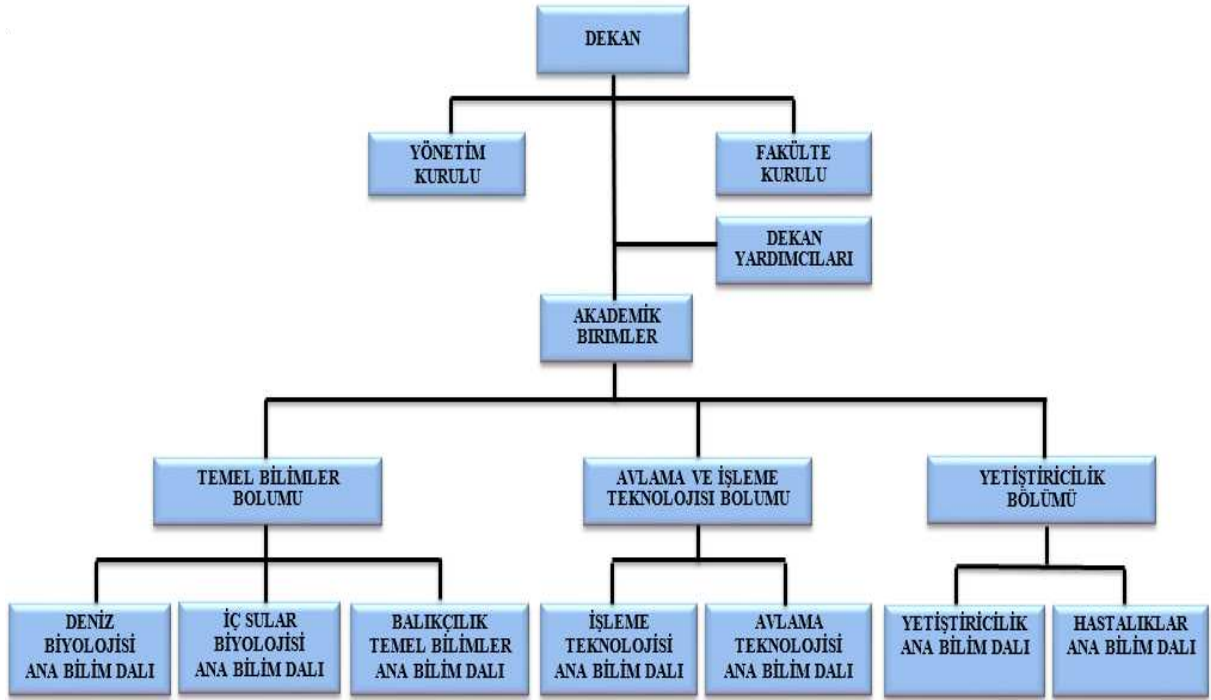 DEKAN
YÖNETİM
KURULU
FAKÜLTE
KURULU
DEKAN
YARDIMCILARI
AKADEMİK
BIRIMLER
TEMEL BİLİMLER
BOLUMU
AVLAMA VE İŞLEME
TEKNOLOJISI BOLUMU
YETİŞTİRİCİLİK
BÖLÜMÜ
DENİZ
BİYOLOJİSİ
ANA BİLİM DALI
İÇ SULAR
BİYOLOJİSİ
ANA BİLİM DALI
BALIKÇILIK
TEMEL BİLİMLER
ANA BİLİM DALI
İŞLEME
TEKNOLOJİSİ
ANA BİLİM DALI
AVLAMA
TEKNOLOJİSİ
ANA BİLİM DALI
YETİŞTİRİCİLİK
ANA BİLİM DALI
HASTALIKLAR
ANA BİLİM DALI